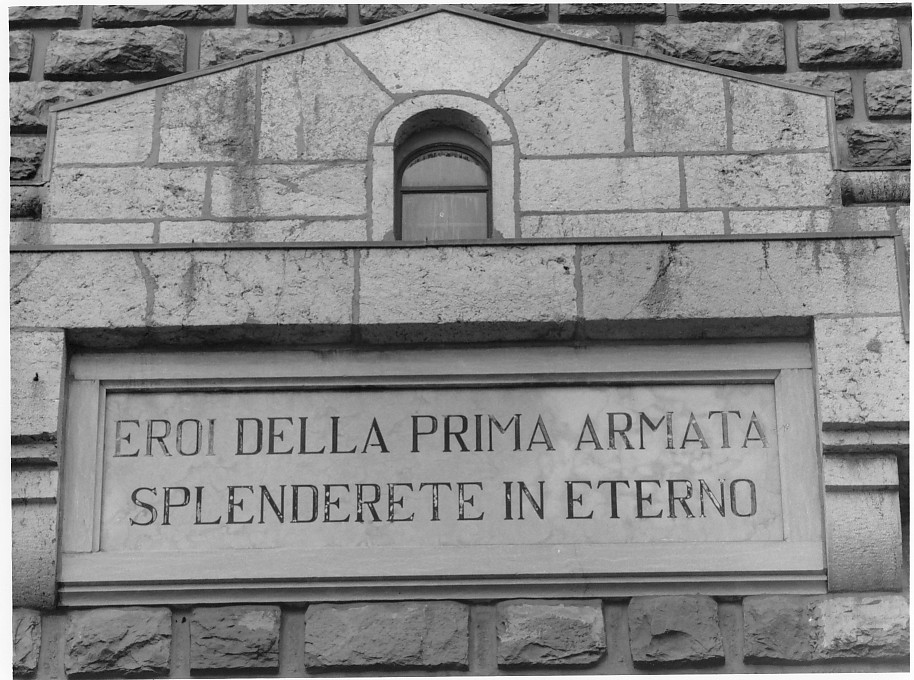 EROI DELLA PRIMA ARMATA
SPLENDERETE IN ETERNO